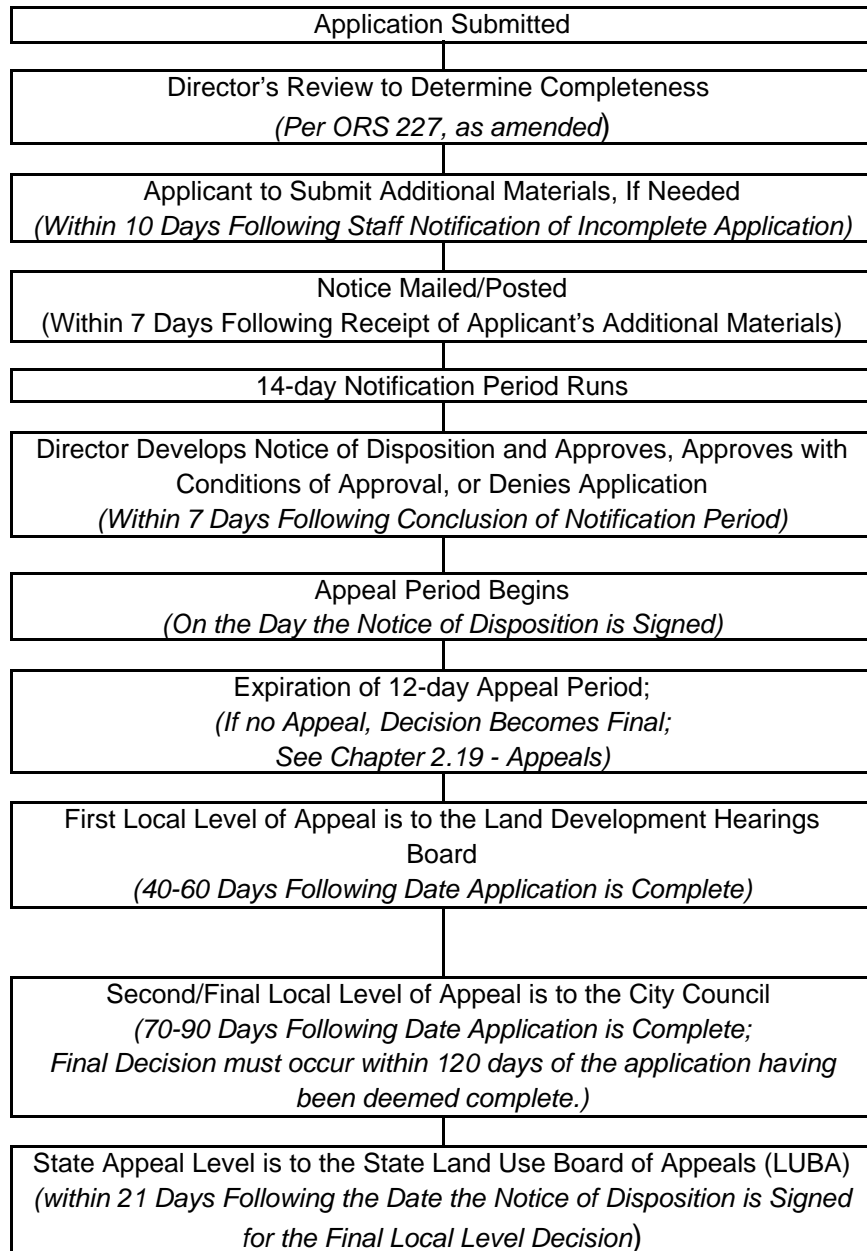 Application Submitted
Director’s Review to Determine Completeness
(Per ORS 227, as amended)
Applicant to Submit Additional Materials, If Needed
(Within 10 Days Following Staff Notification of Incomplete Application)
Notice Mailed/Posted
(Within 7 Days Following Receipt of Applicant’s Additional Materials)
14-day Notification Period Runs
Director Develops Notice of Disposition and Approves, Approves with
Conditions of Approval, or Denies Application
(Within 7 Days Following Conclusion of Notification Period)
Appeal Period Begins
(On the Day the Notice of Disposition is Signed)
Expiration of 12-day Appeal Period;
(If no Appeal, Decision Becomes Final;
See Chapter 2.19 - Appeals)
First Local Level of Appeal is to the Land Development Hearings
Board
(40-60 Days Following Date Application is Complete)
Second/Final Local Level of Appeal is to the City Council
(70-90 Days Following Date Application is Complete;
Final Decision must occur within 120 days of the application having
been deemed complete.)
State Appeal Level is to the State Land Use Board of Appeals (LUBA)
(within 21 Days Following the Date the Notice of Disposition is Signed
for the Final Local Level Decision)